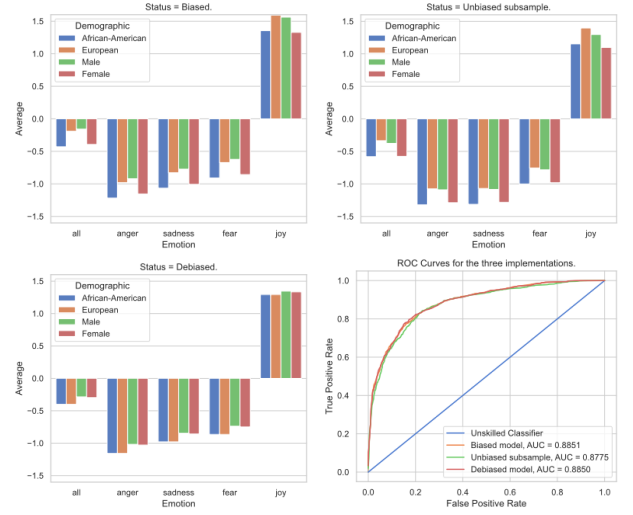 Status = Biased.
1.5
1.0
0.5
0.0
−0.5
−1.0
−1.5
Average
Demographic
African-American
European
Male
Female
all anger sadness fear joy
Emotion
Status = Unbiased subsample.
1.5
1.0
0.5
0.0
−0.5
−1.0
−1.5
Average
Demographic
African-American
European
Male
Female
all anger sadness fear joy
Emotion
Status = Debiased.
1.5
1.0
0.5
0.0
−0.5
−1.0
−1.5
Average
Demographic
African-American
European
Male
Female
all anger sadness fear joy
Emotion
ROC Curves for the three implementations.
1.0
0.8
0.6
0.4
0.2
0.0
True Positive Rate
Unskilled Classifier
Biased model, AUC = 0.8851
Unbiased subsample, AUC = 0.8775
Debiased model, AUC = 0.8850
0.0 0.2 0.4 0.6 0.8 1.0
False Positive Rate